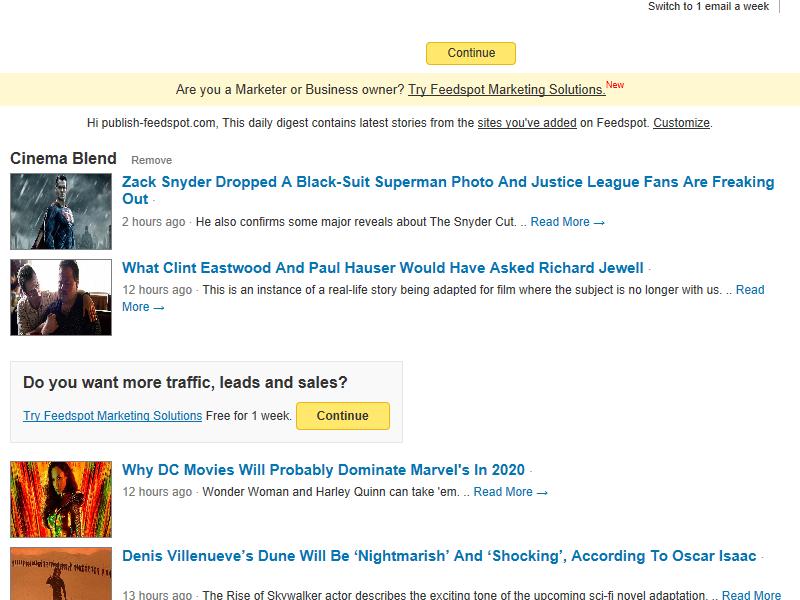 Switch to 1 email a week
Continue
Are you a Marketer or Business owner? Try Feedspot Marketing Solutions.New
Hi publish-feedspot.com, This daily digest contains latest stories from the sites you've added on Feedspot. Customize.
Cinema Blend Remove
Zack Snyder Dropped A Black-Suit Superman Photo And Justice League Fans Are Freaking
Out ·
2 hours ago · He also confirms some major reveals about The Snyder Cut. .. Read More →
What Clint Eastwood And Paul Hauser Would Have Asked Richard Jewell ·
12 hours ago · This is an instance of a real-life story being adapted for film where the subject is no longer with us. .. Read
More →
Do you want more traffic, leads and sales?
Try Feedspot Marketing Solutions Free for 1 week. Continue
Why DC Movies Will Probably Dominate Marvel's In 2020 ·
12 hours ago · Wonder Woman and Harley Quinn can take 'em. .. Read More →
Denis Villeneuve’s Dune Will Be ‘Nightmarish’ And ‘Shocking’, According To Oscar Isaac ·
13 hours ago · The Rise of Skywalker actor describes the exciting tone of the upcoming sci-fi novel adaptation. .. Read More